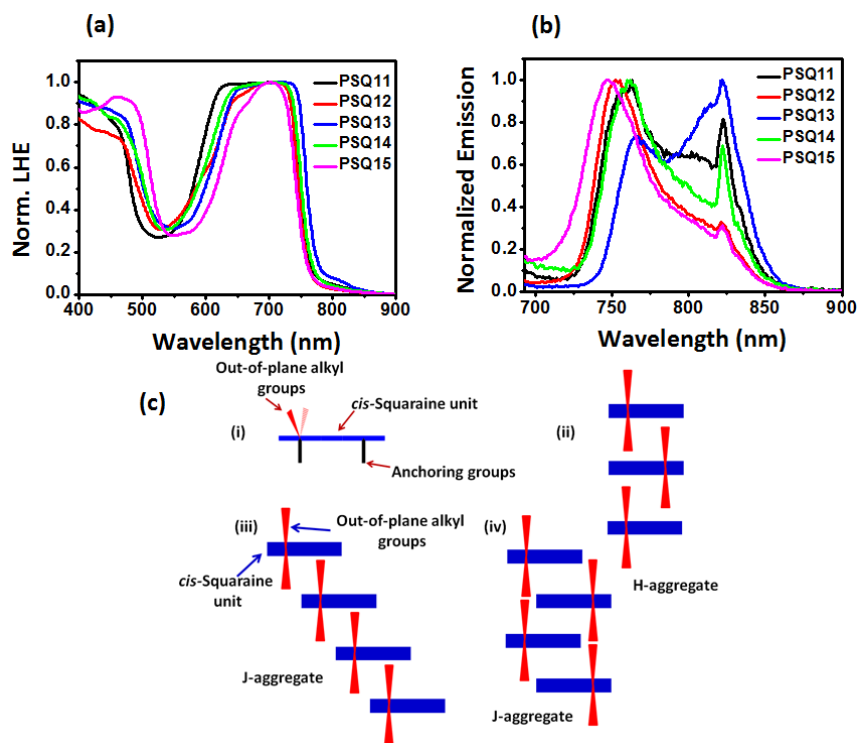 (a)
Norm. LHE
1.0
0.8
0.6
0.4
0.2
0.0
PSQ11
PSQ12
PSQ13
PSQ14
PSQ15
400 500 600 700 800 900
Wavelength (nm)
(b)
Normalized Emission
1.0
0.8
0.6
0.4
0.2
0.0
PSQ11
PSQ12
PSQ13
PSQ14
PSQ15
700 750 800 850 900
Wavelength (nm)
(c)
Out-of-plane alkyl
groups
cis-Squaraine unit
(i)
Anchoring groups
(ii)
H-aggregate
(iii)
Out-of-plane alkyl
groups
cis-Squaraine
unit
J-aggregate
(iv)
J-aggregate